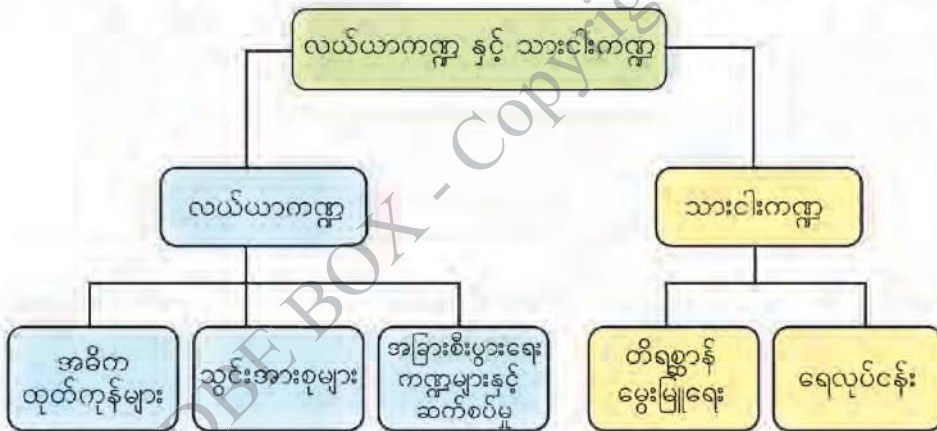 လယ်ယာကဏ္ဍ နှင့် သားငါးကဏ္ဍ
လယ်ယာကဏ္ဍ
သားငါးကဏ္ဍ
အဓိက
ထုတ်ကုန်များ
သွင်းအားစုများ
အခြားစီးပွားရေး
ကဏ္ဍများနှင့်
ဆက်စပ်မှု
တိရစ္ဆာန်
မွေးမြူရေး
ရေလုပ်ငန်း
DBE BOX - Copyrig